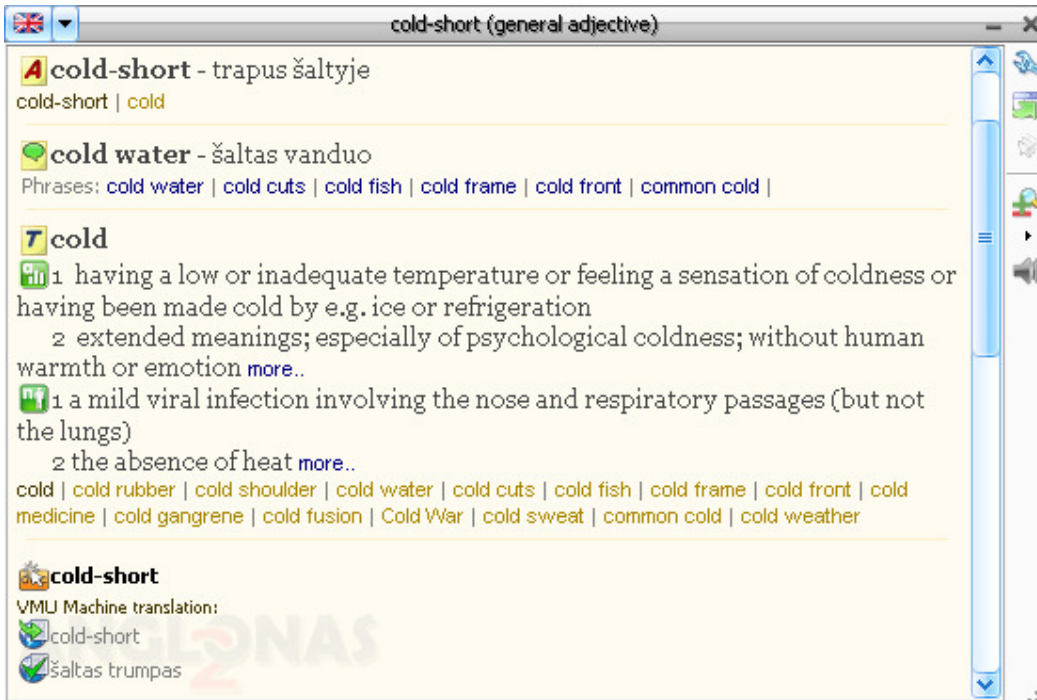 cold-short (general adjective)
A cold-short - trapus šaltyje
cold-short | cold
cold water - šaltas vanduo
Phrases: cold water | cold cuts | cold fish | cold frame | cold front | common cold |
T cold
1 having a low or inadequate temperature or feeling a sensation of coldness or
having been made cold by e.g. ice or refrigeration
2 extended meanings; especially of psychological coldness; without human
warmth or emotion more..
1 a mild viral infection involving the nose and respiratory passages (but not
the lungs)
2 the absence of heat more..
cold | cold rubber | cold shoulder | cold water | cold cuts | cold fish | cold frame | cold front | cold
medicine | cold gangrene | cold fusion | Cold War | cold sweat | common cold | cold weather
cold-short
VMU Machine translation:
cold-short
šaltas trumpas